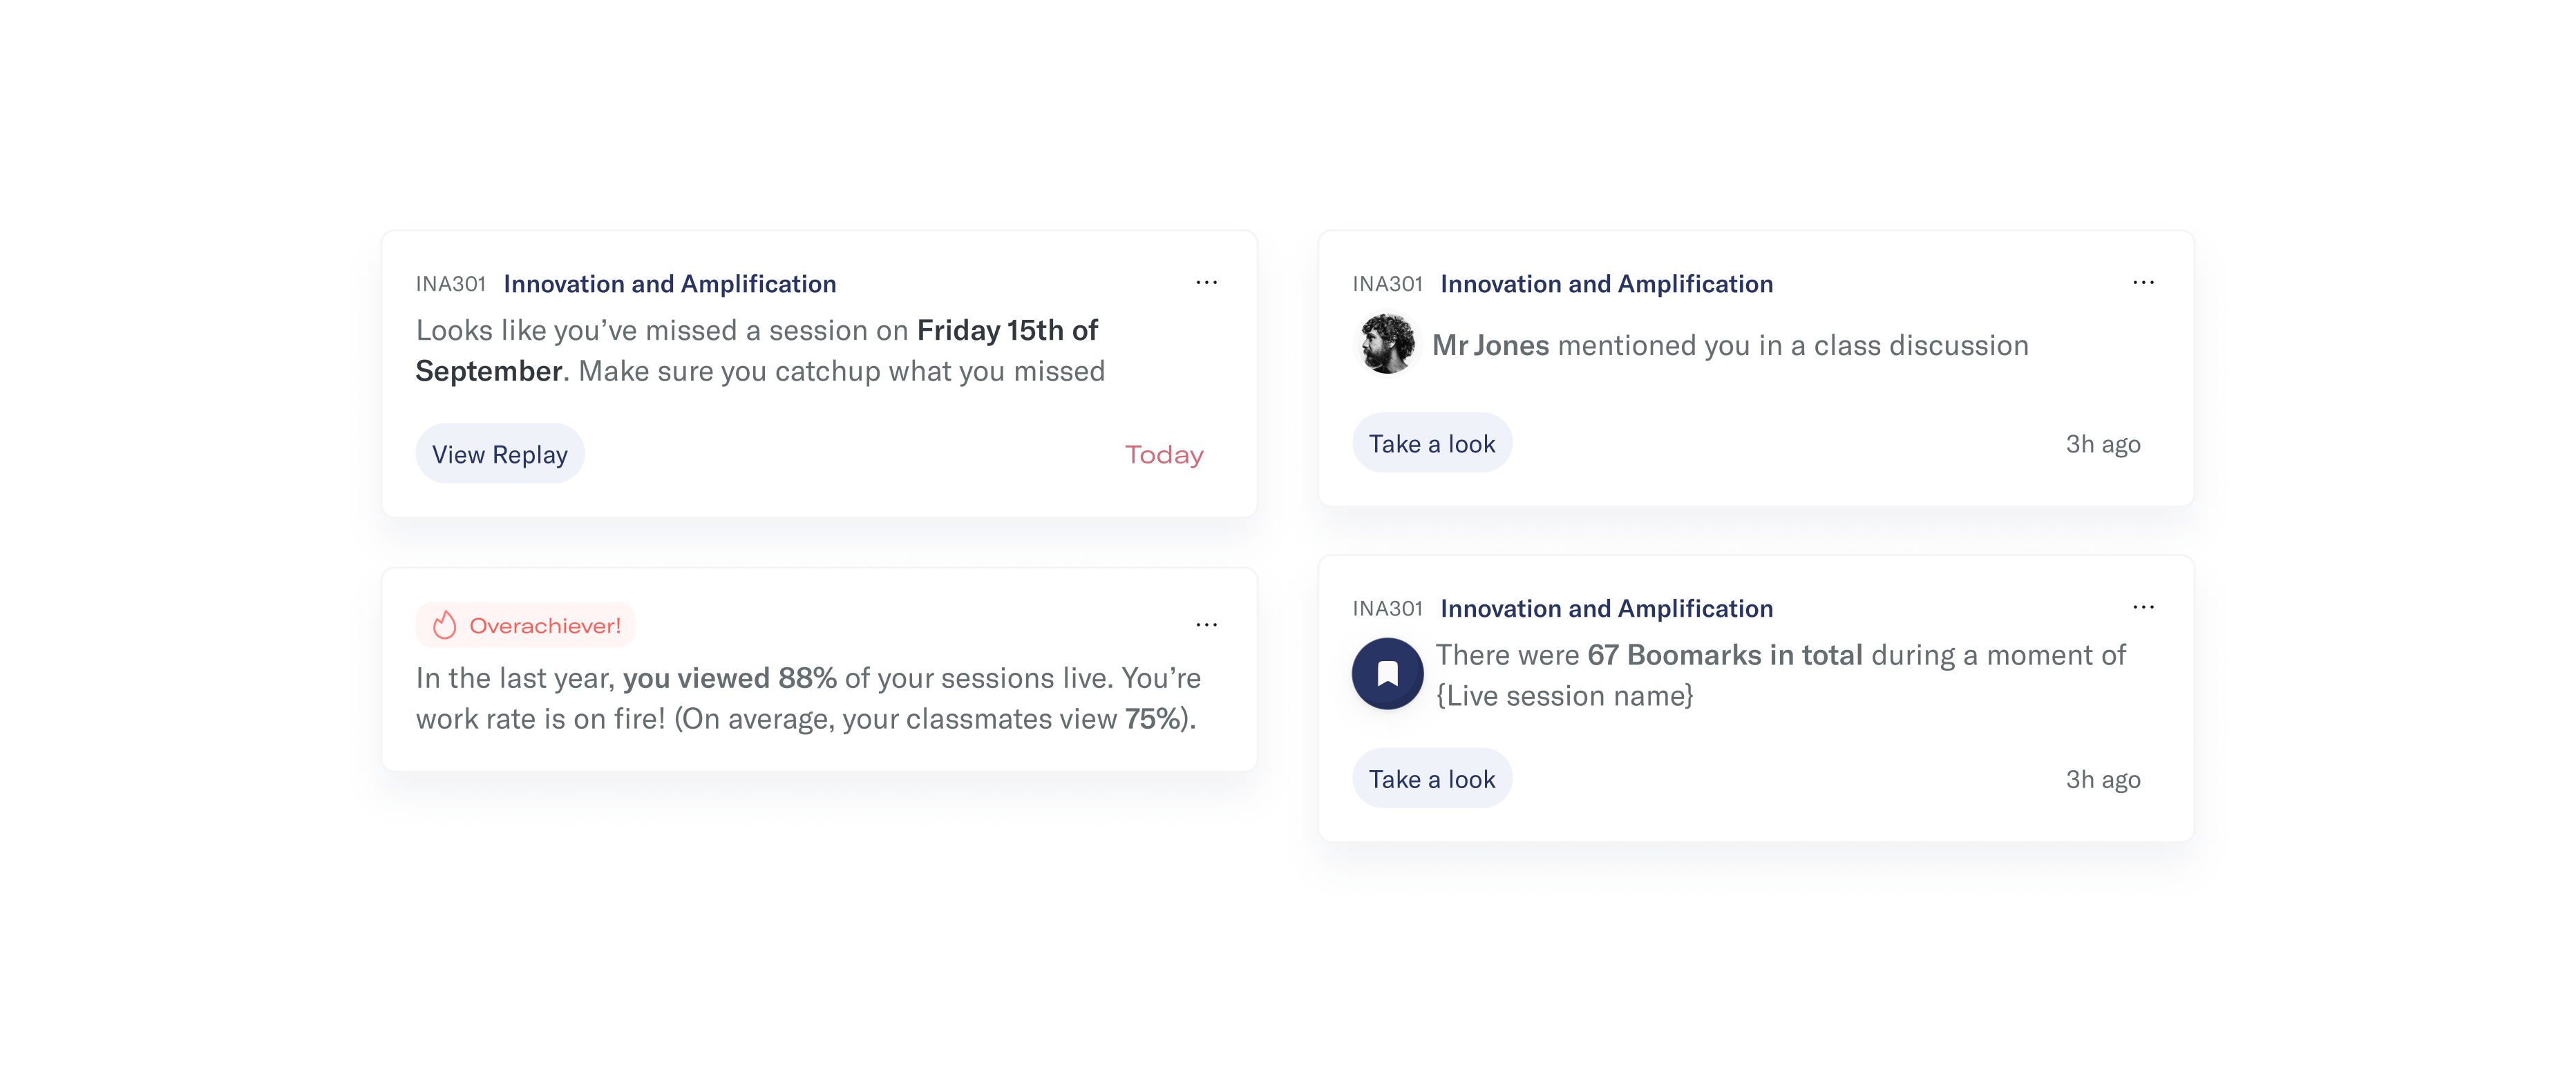 INA301 Innovation and Amplification
Looks like you’ve missed a session on Friday 15th of
September. Make sure you catchup what you missed
View Replay
Today
Overachiever!
In the last year, you viewed 88% of your sessions live. You’re
work rate is on fire! (On average, your classmates view 75%).
INA301 Innovation and Amplification
Mr Jones mentioned you in a class discussion
Take a look
3h ago
INA301 Innovation and Amplification
There were 67 Boomarks in total during a moment of
{Live session name}
Take a look
3h ago